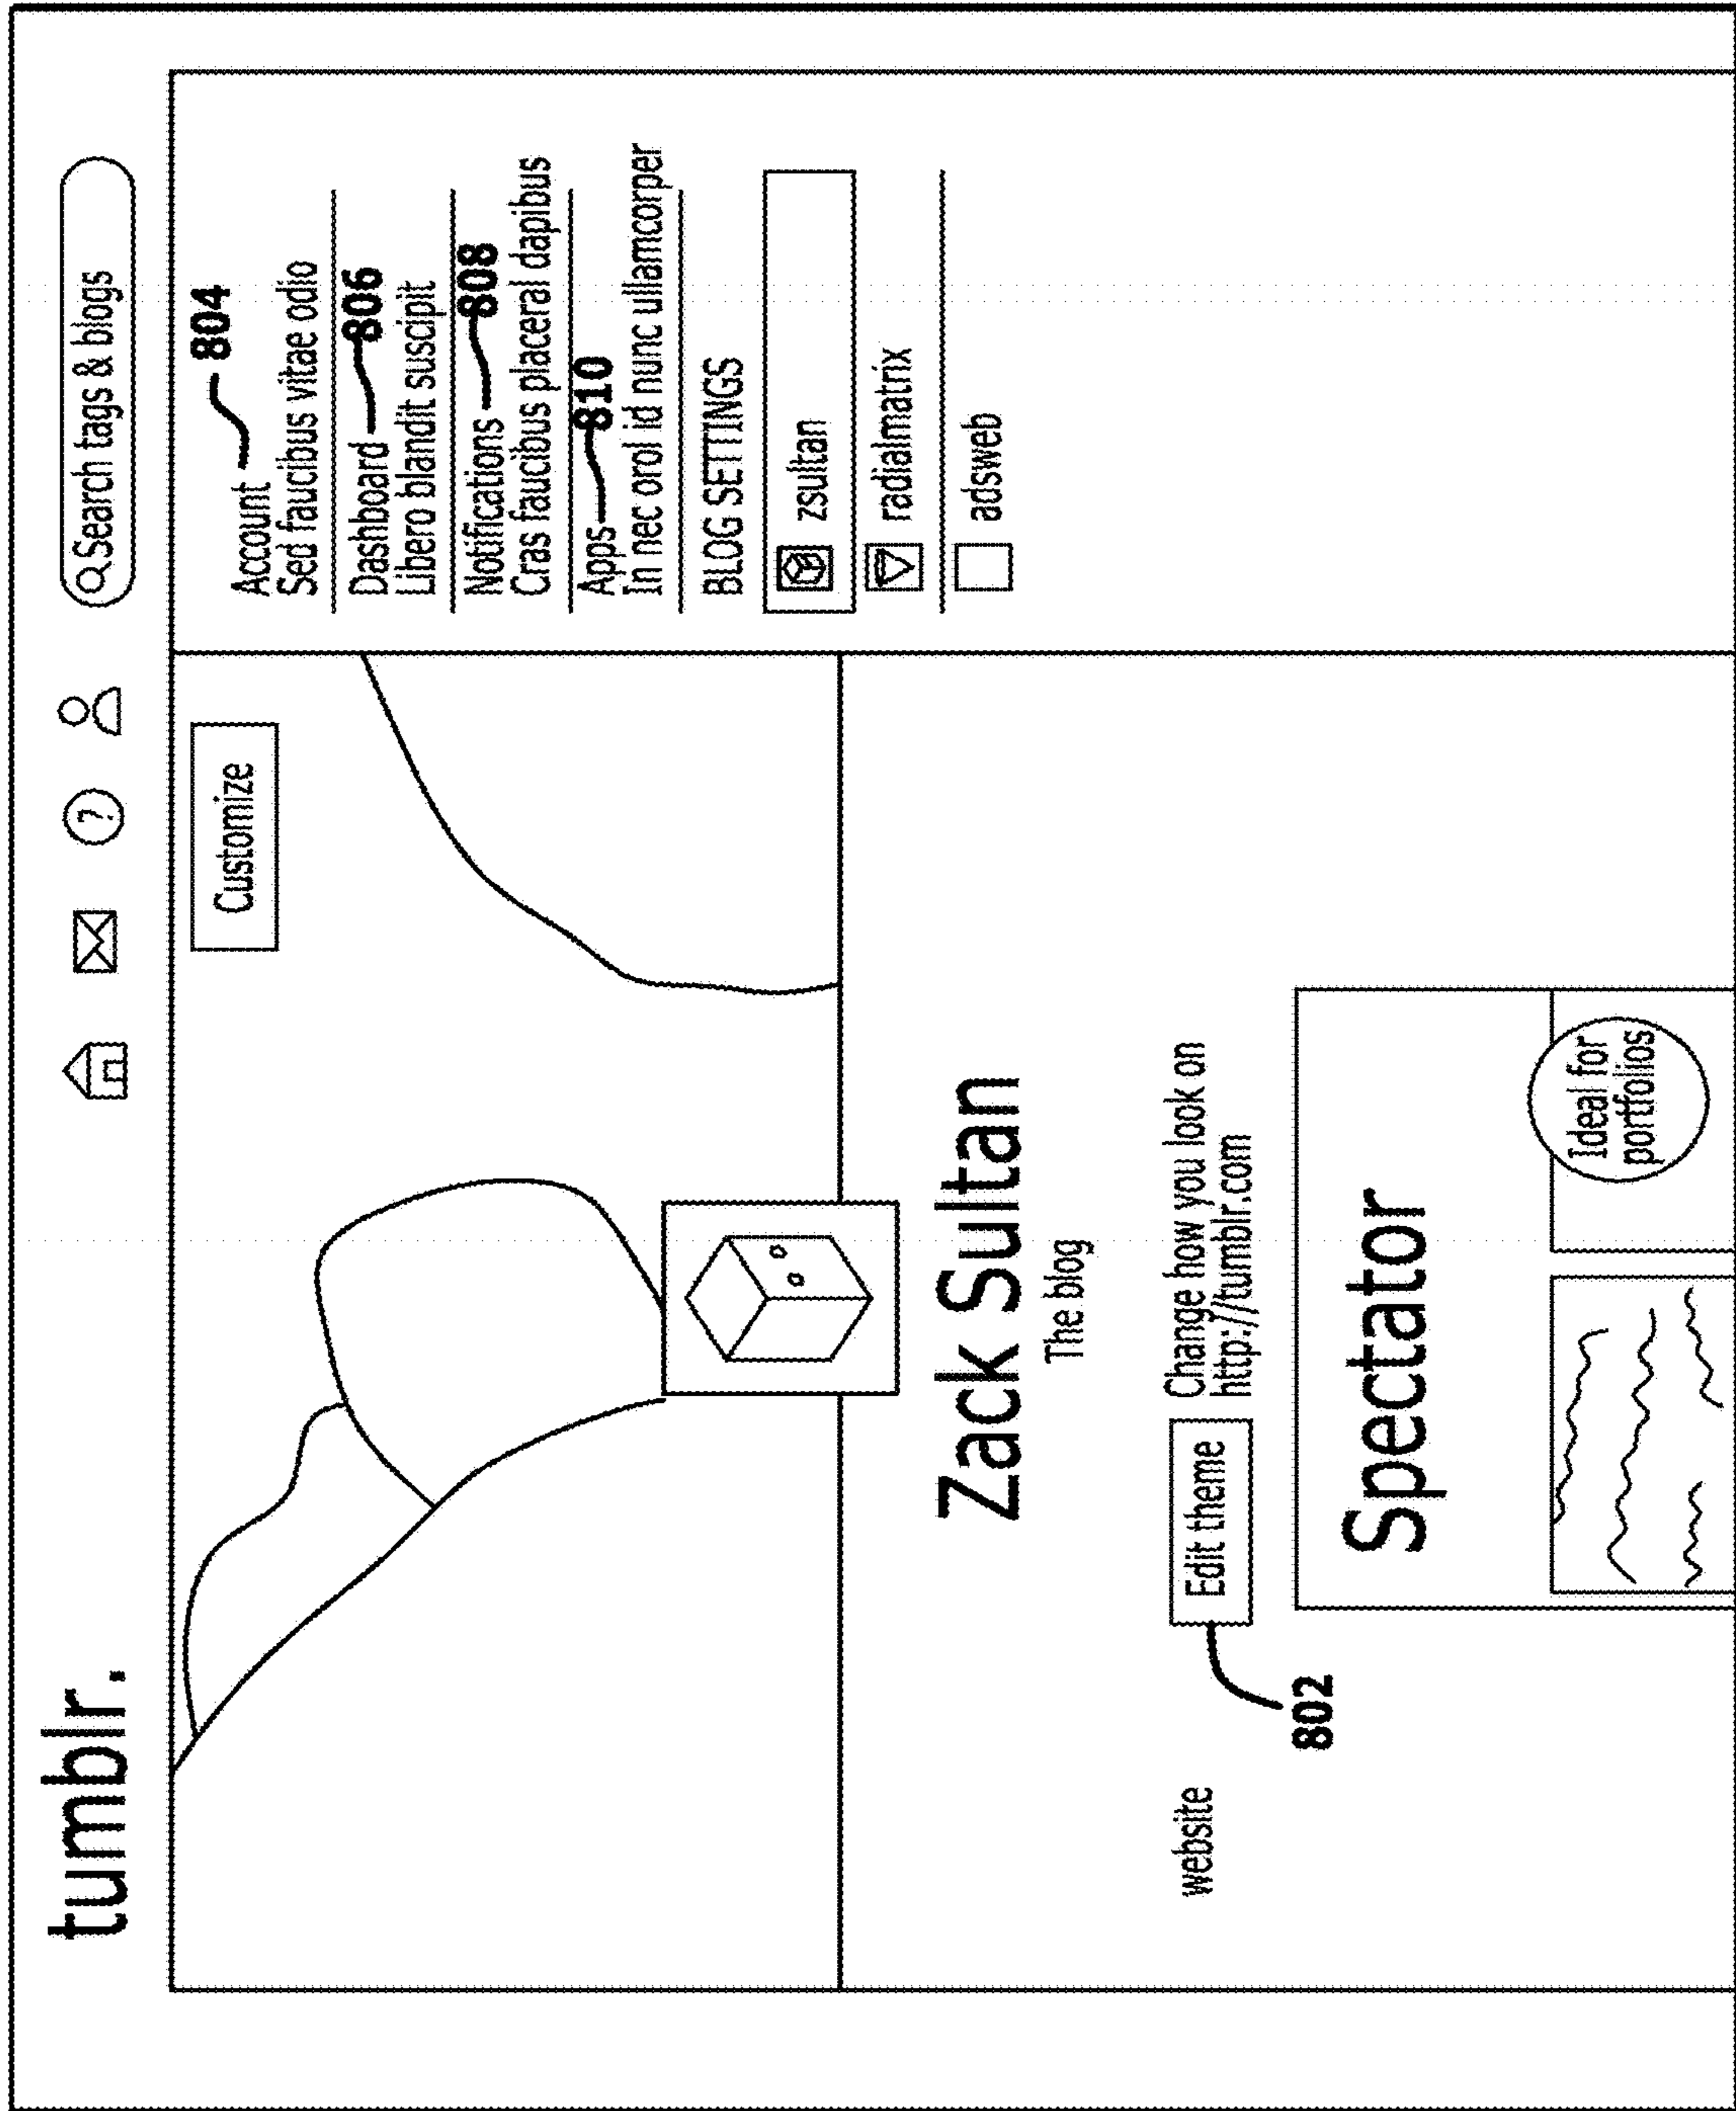 tumblr.
?
Search tags & blogs
Customize
Zack Sultan
The blog
website
Edit theme
Change how you look on
http://tumblr.com
802
Spectator
Ideal for
portfolios
Account
804
Sed faucibus vitae odio
Dashboard
806
Libero blandit suscipit
Notifications
808
Cras faucibus placeral dapibus
Apps
810
In nec orol id nunc ullamcorper
BLOG SETTINGS
zsultan
radialmatrix
adsweb